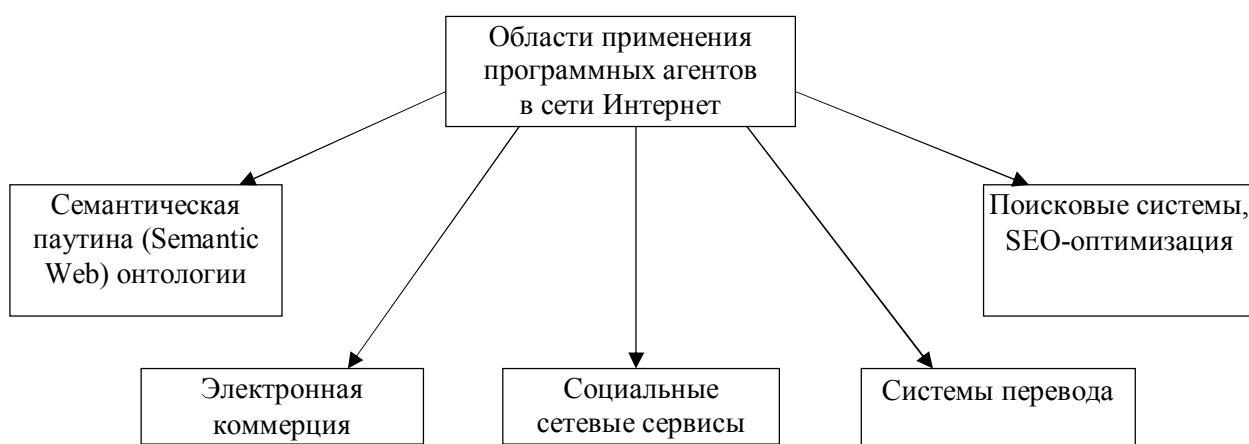 Области применения
программных агентов
в сети Интернет
Семантическая
паутина (Semantic
Web) онтологии
Поисковые системы,
SEO-оптимизация
Электронная
коммерция
Социальные
сетевые сервисы
Системы перевода